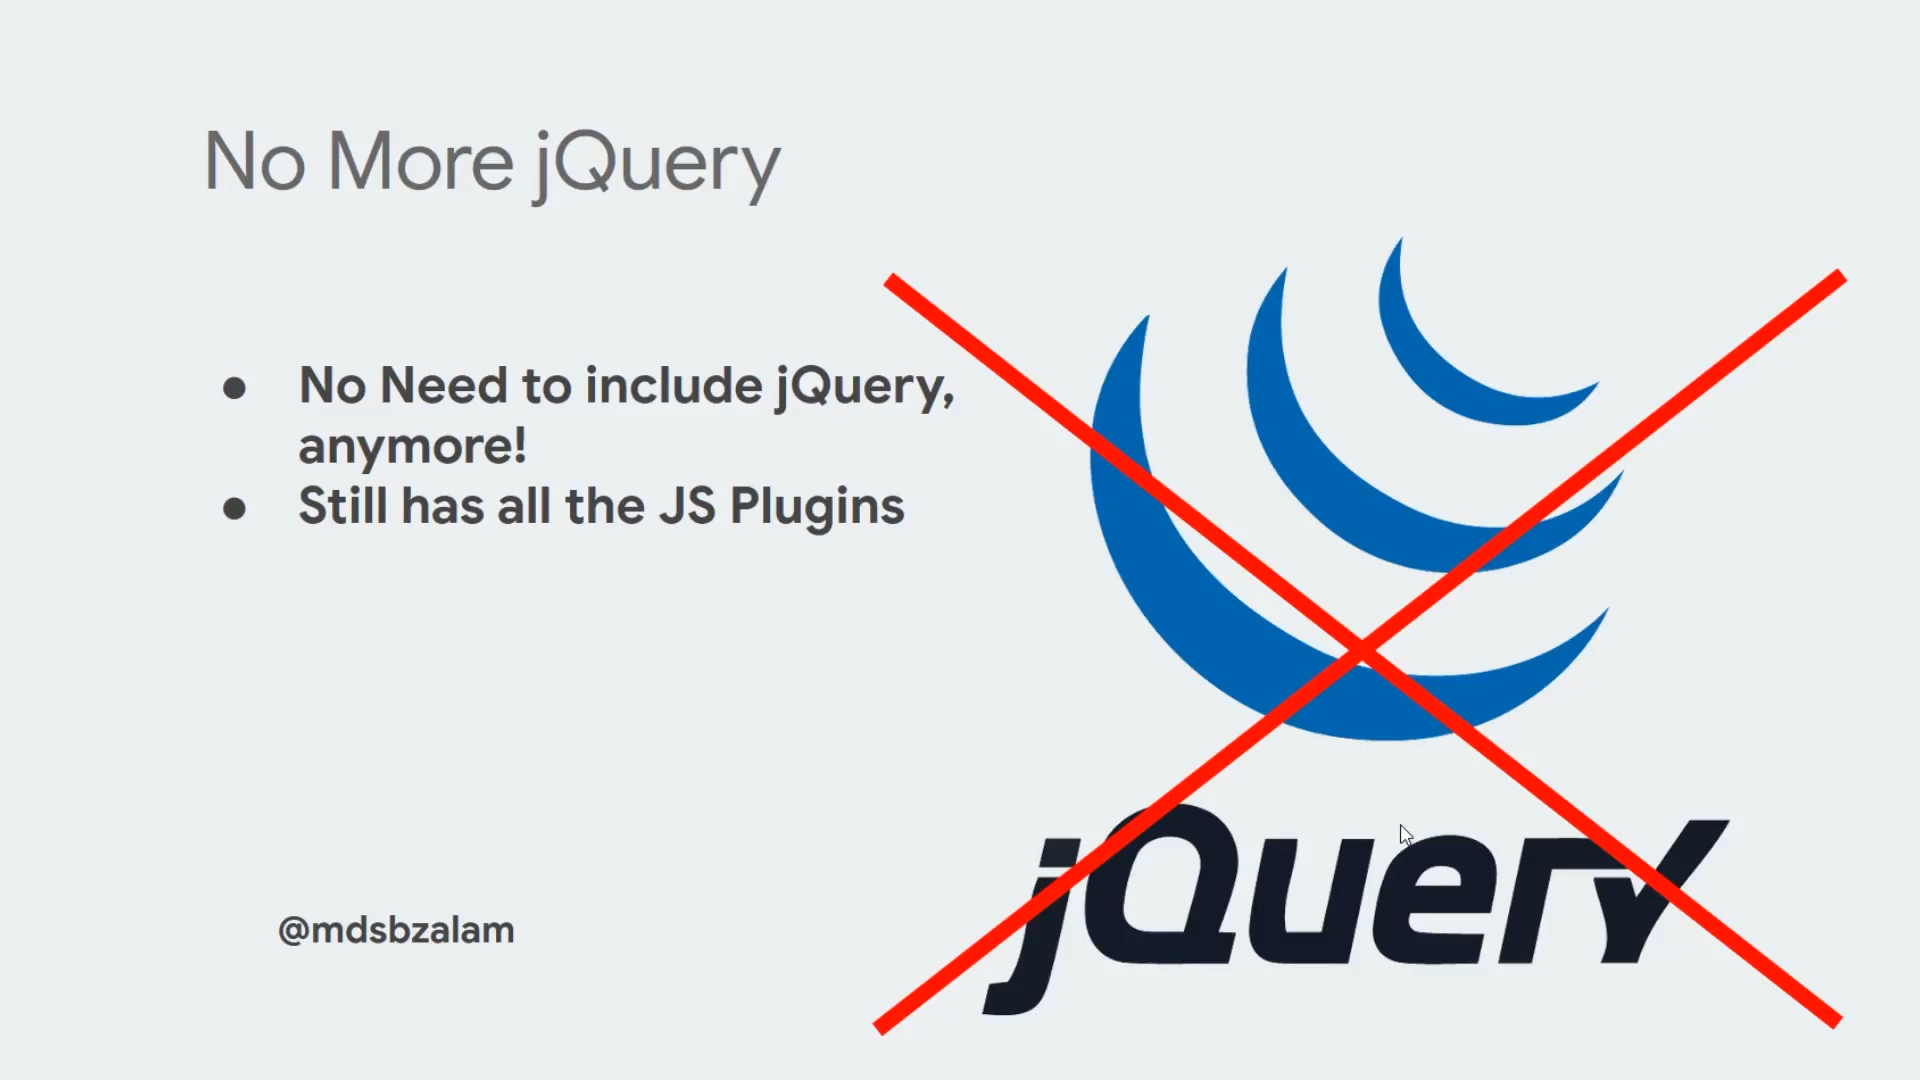 No More jQuery
● No Need to include jQuery,
anymore!
● Still has all the JS Plugins
@mdsbzalam
jQuery